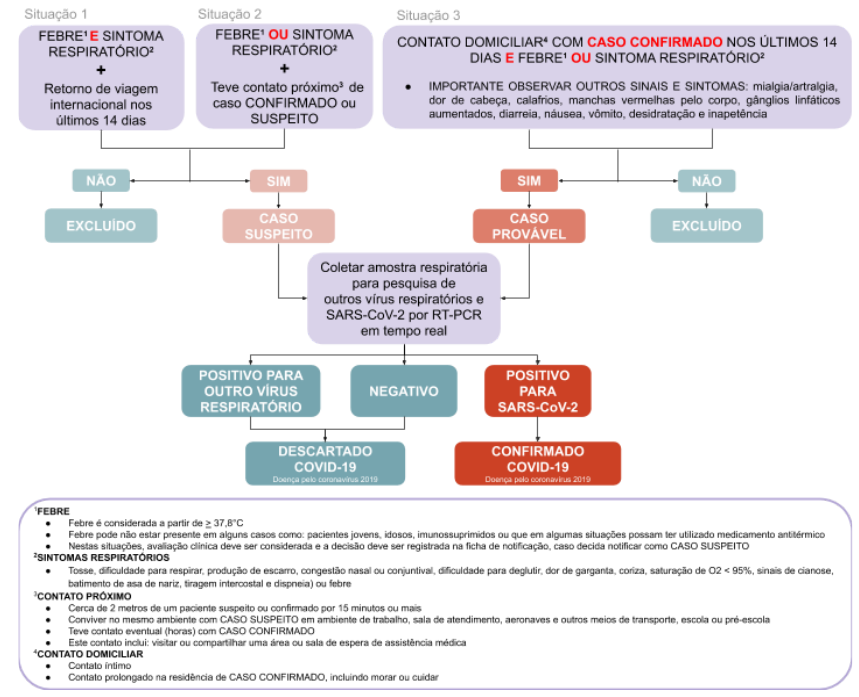 Situação 1
Situação 2
Situação 3
FEBRE¹ E SINTOMA
RESPIRATÓRIO²
+
Retorno de viagem
internacional nos
últimos 14 dias
FEBRE¹ OU SINTOMA
RESPIRATÓRIO²
+
Teve contato próximo³ de
caso CONFIRMADO ou
SUSPEITO
CONTATO DOMICILIAR⁴ COM CASO CONFIRMADO NOS ÚLTIMOS 14
DIAS E FEBRE¹ OU SINTOMA RESPIRATÓRIO²
● IMPORTANTE OBSERVAR OUTROS SINAIS E SINTOMAS: mialgia/artralgia,
dor de cabeça, calafrios, manchas vermelhas pelo corpo, gânglios linfáticos
aumentados, diarreia, náusea, vômito, desidratação e inapetência
NÃO
SIM
SIM
NÃO
EXCLUÍDO
CASO
SUSPEITO
CASO
PROVÁVEL
EXCLUÍDO
Coletar amostra respiratória
para pesquisa de
outros vírus respiratórios e
SARS-CoV-2 por RT-PCR
em tempo real
POSITIVO PARA
OUTRO VÍRUS
RESPIRATÓRIO
NEGATIVO
POSITIVO
PARA
SARS-CoV-2
DESCARTADO
COVID-19
Doença pelo coronavírus 2019
CONFIRMADO
COVID-19
Doença pelo coronavírus 2019
¹FEBRE
● Febre é considerada a partir de ≥ 37,8°C
● Febre pode não estar presente em alguns casos como: pacientes jovens, idosos, imunossuprimidos ou que em algumas situações possam ter utilizado medicamento antitérmico
● Nestas situações, avaliação clínica deve ser considerada e a decisão deve ser registrada na ficha de notificação, caso decida notificar como CASO SUSPEITO
²SINTOMAS RESPIRATÓRIOS
● Tosse, dificuldade para respirar, produção de escarro, congestão nasal ou conjuntival, dificuldade para deglutir, dor de garganta, coriza, saturação de O2 < 95%, sinais de cianose,
batimento de asa de nariz, tiragem intercostal e dispneia) ou febre
³CONTATO PRÓXIMO
● Cerca de 2 metros de um paciente suspeito ou confirmado por 15 minutos ou mais
● Conviver no mesmo ambiente com CASO SUSPEITO em ambiente de trabalho, sala de atendimento, aeronaves e outros meios de transporte, escola ou pré-escola
● Teve contato eventual (horas) com CASO CONFIRMADO
● Este contato inclui: visitar ou compartilhar uma área ou sala de espera de assistência médica
⁴CONTATO DOMICILIAR
● Contato íntimo
● Contato prolongado na residência de CASO CONFIRMADO, incluindo morar ou cuidar